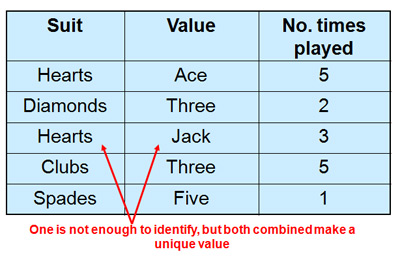 Suit Value No. times
played
Hearts Ace 5
Diamonds Three 2
Hearts Jack 3
Clubs Three 5
Spades Five 1
One is not enough to identify, but both combined make a
unique value